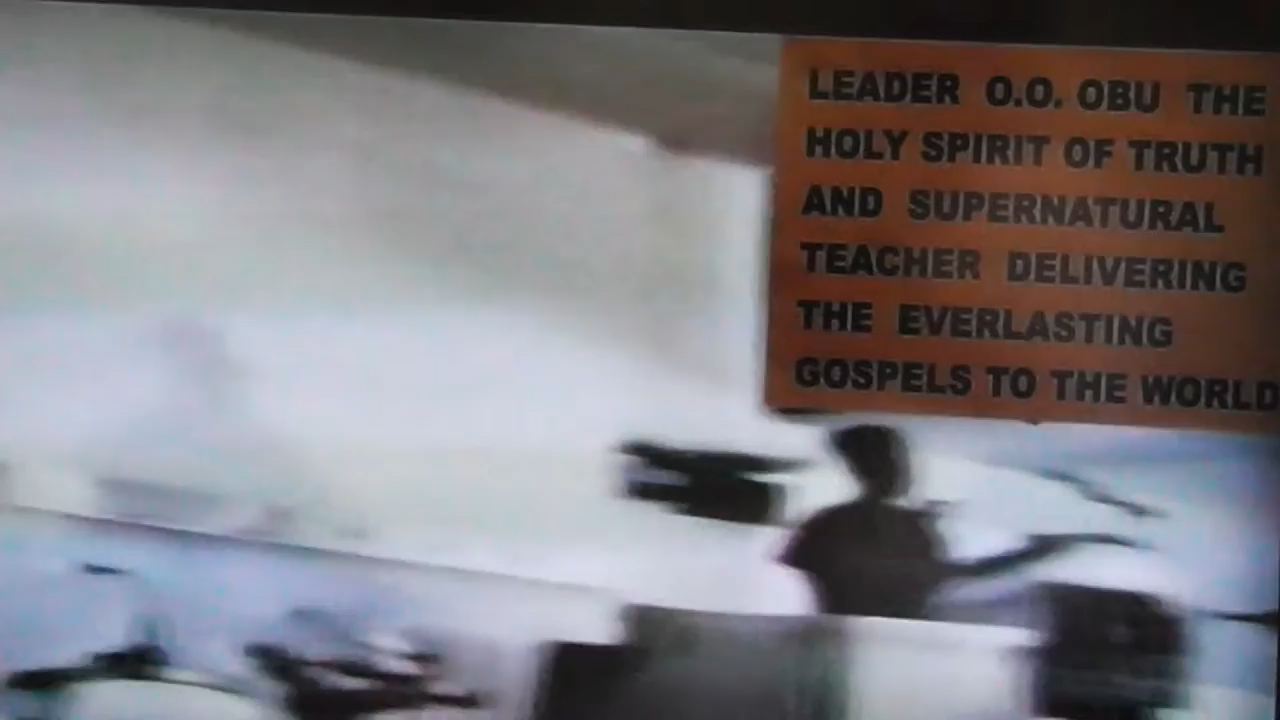 LEADER O.O. OBU THE
HOLY SPIRIT OF TRUTH
AND SUPERNATURAL
TEACHER DELIVERING
THE EVERLASTING
GOSPELS TO THE WORLD